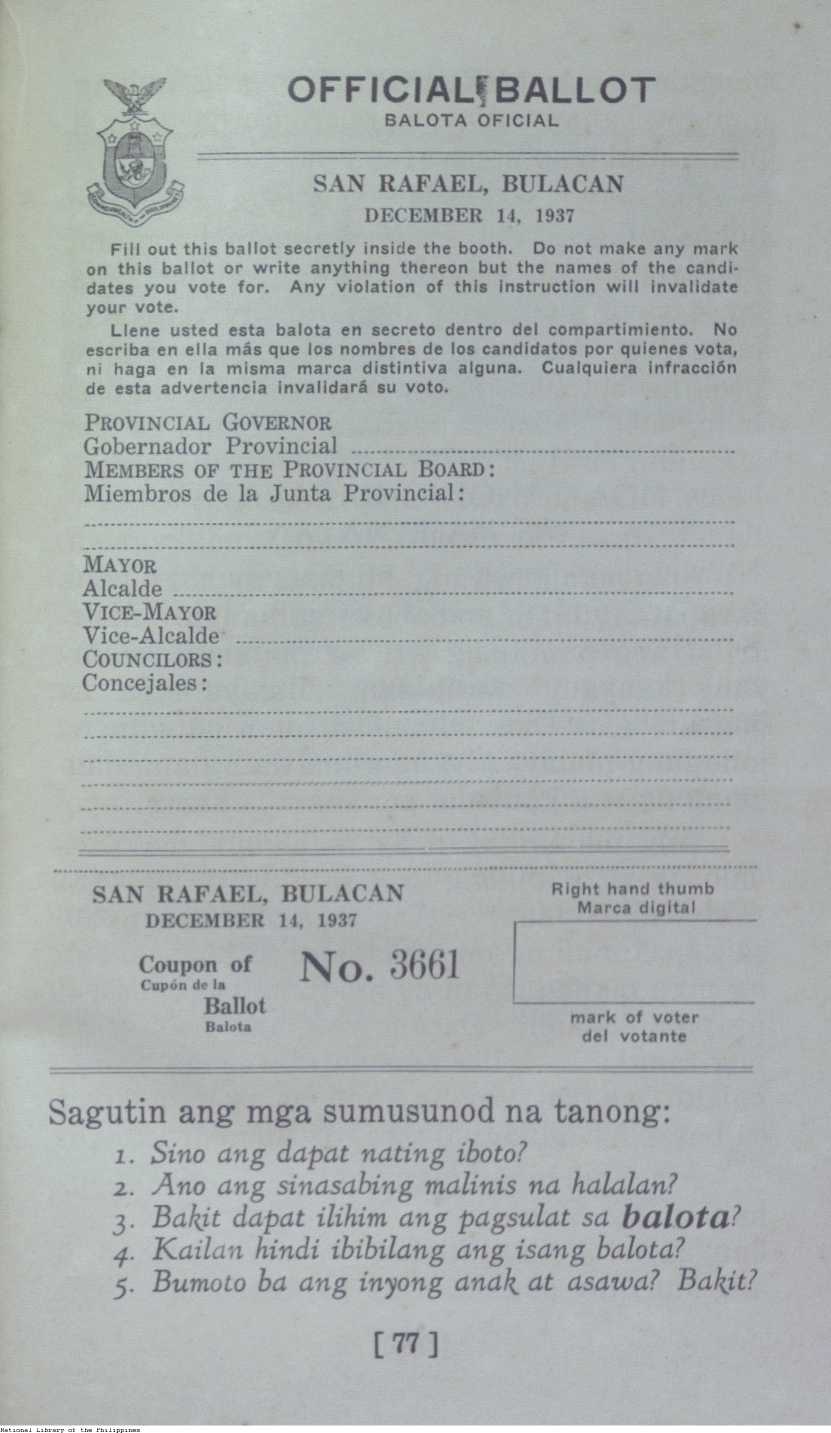 OFFICIAL BALLOT
BALOTA OFICIAL
SAN RAFAEL, BULACAN
DECEMBER 14, 1937
Fill out this ballot secretly inside the booth. Do not make any mark
on this ballot or write anything thereon but the names of the candi-
dates you vote for. Any violation of this instruction will invalidate
your vote.
Llene usted esta balota en secreto dentro del compartimiento. No
escriba en ella más que los nombres de los candidatos por quienes vota,
ni haga en la misma marca distintiva alguna. Cualquiera infracción
de esta advertencia invalidará su voto.
PROVINCIAL GOVERNOR
Gobernador Provincial
MEMBERS OF THE PROVINCIAL BOARD:
Miembros de la Junta Provincial:
MAYOR
Alcalde
VICE-MAYOR
Vice-Alcalde
COUNCILORS:
Concejales:
SAN RAFAEL, BULACAN
DECEMBER 14, 1937
Right hand thumb
Marca digital
Coupon of
Cupón de la
Ballot
Balota
No. 3661
mark of voter
del votante
Sagutin ang mga sumusunod na tanong:
1. Sino ang dapat nating iboto?
2. Ano ang sinasabing malinis na halalan?
3. Bakit dapat ilihim ang pagsulat sa balota?
4. Kailan hindi ibibilang ang isang balota?
5. Bumoto ba ang inyong anak at asawa? Bakit?
[ 77 ]
National Library of the Philippines